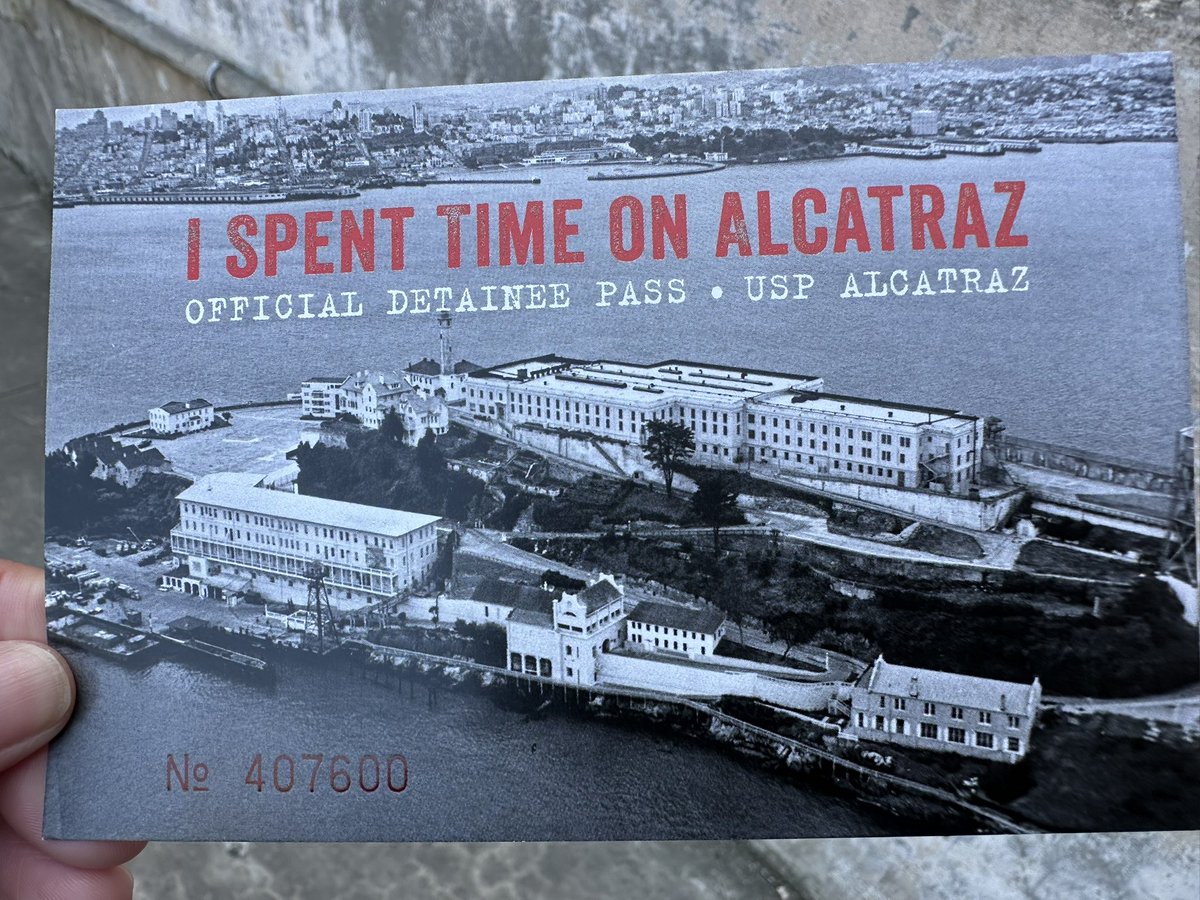 I SPENT TIME ON ALCATRAZ
OFFICIAL DETAINEE PASS • USP ALCATRAZ
№ 407600